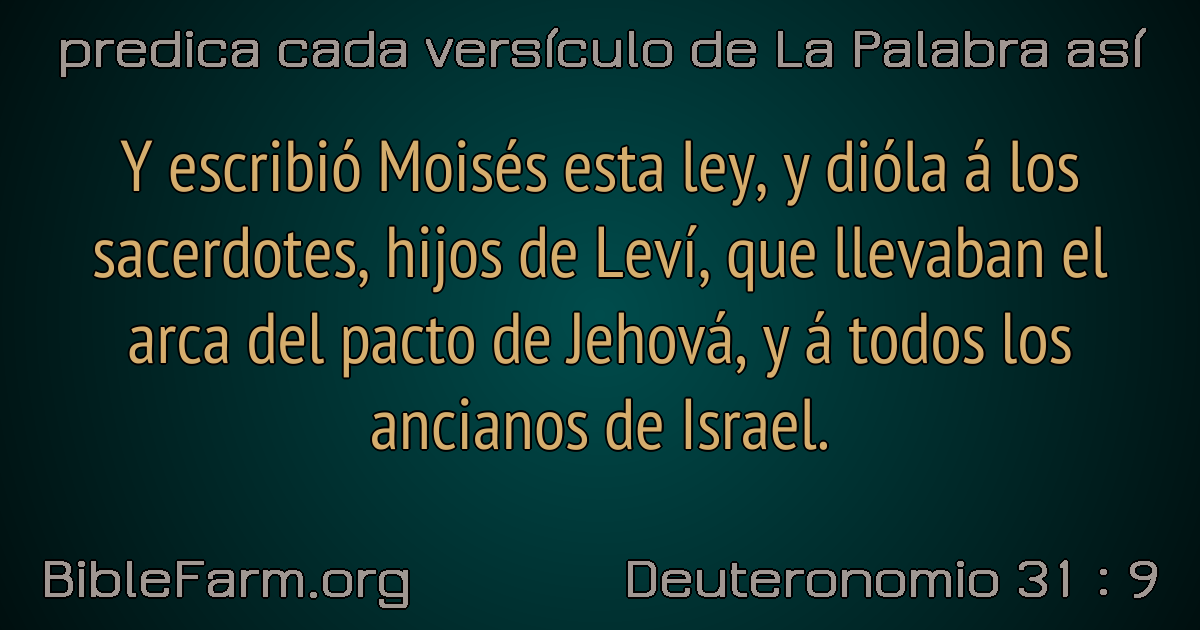 predica cada versículo de La Palabra así
Y escribió Moisés esta ley, y dióla á los
sacerdotes, hijos de Leví, que llevaban el
arca del pacto de Jehová, y á todos los
ancianos de Israel.
BibleFarm.org
Deuteronomio 31 : 9